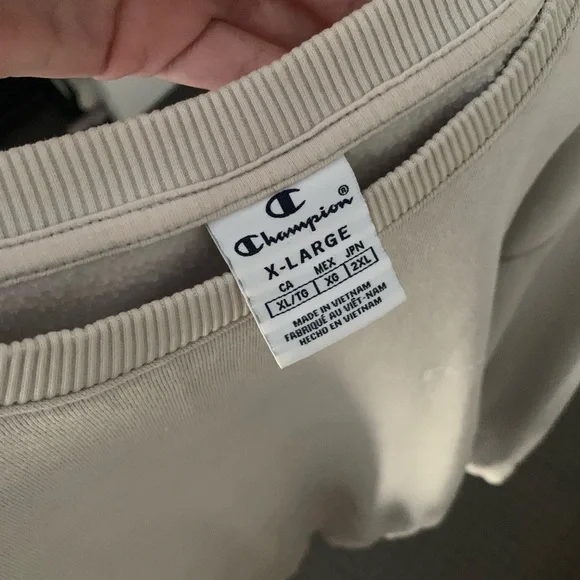 Champion®
X-LARGE
CA MEX JPN
XL/TG XG 2XL
MADE IN VIETNAM
FABRIQUÉ AU VIÊT-NAM
HECHO EN VIETNAM